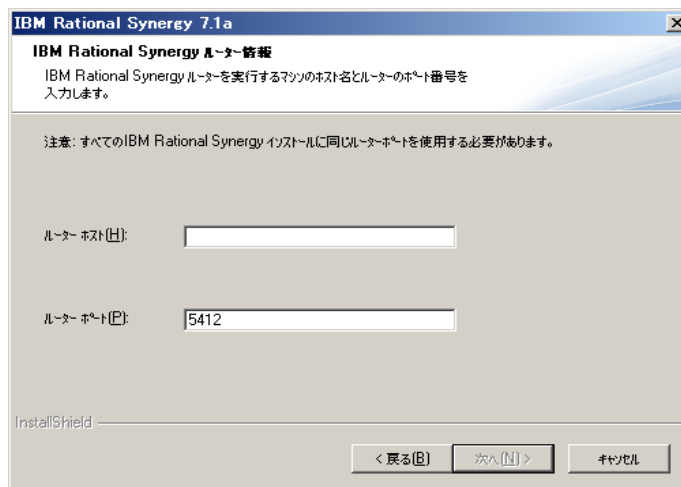 IBM Rational Synergy 7.1a
IBM Rational Synergy ルーター情報
IBM Rational Synergy ルーターを実行するマシンのホスト名とルーターのポート番号を
入力します。
注意: すべてのIBM Rational Synergy インストールに同じルーターポートを使用する必要があります。
ルーター ホスト(H):
ルーター ポート(P):
5412
InstallShield
< 戻る(B)
次へ(N) >
キャンセル